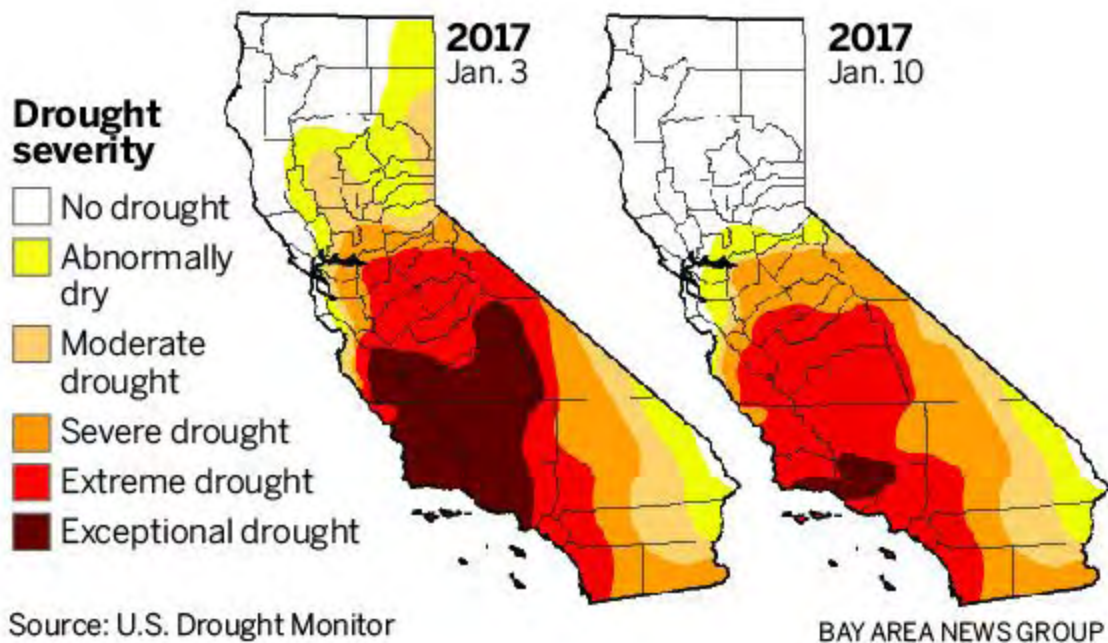 2017
Jan. 3
2017
Jan. 10
Drought
severity
No drought
Abnormally
dry
Moderate
drought
Severe drought
Extreme drought
Exceptional drought
Source: U.S. Drought Monitor
BAY AREA NEWS GROUP